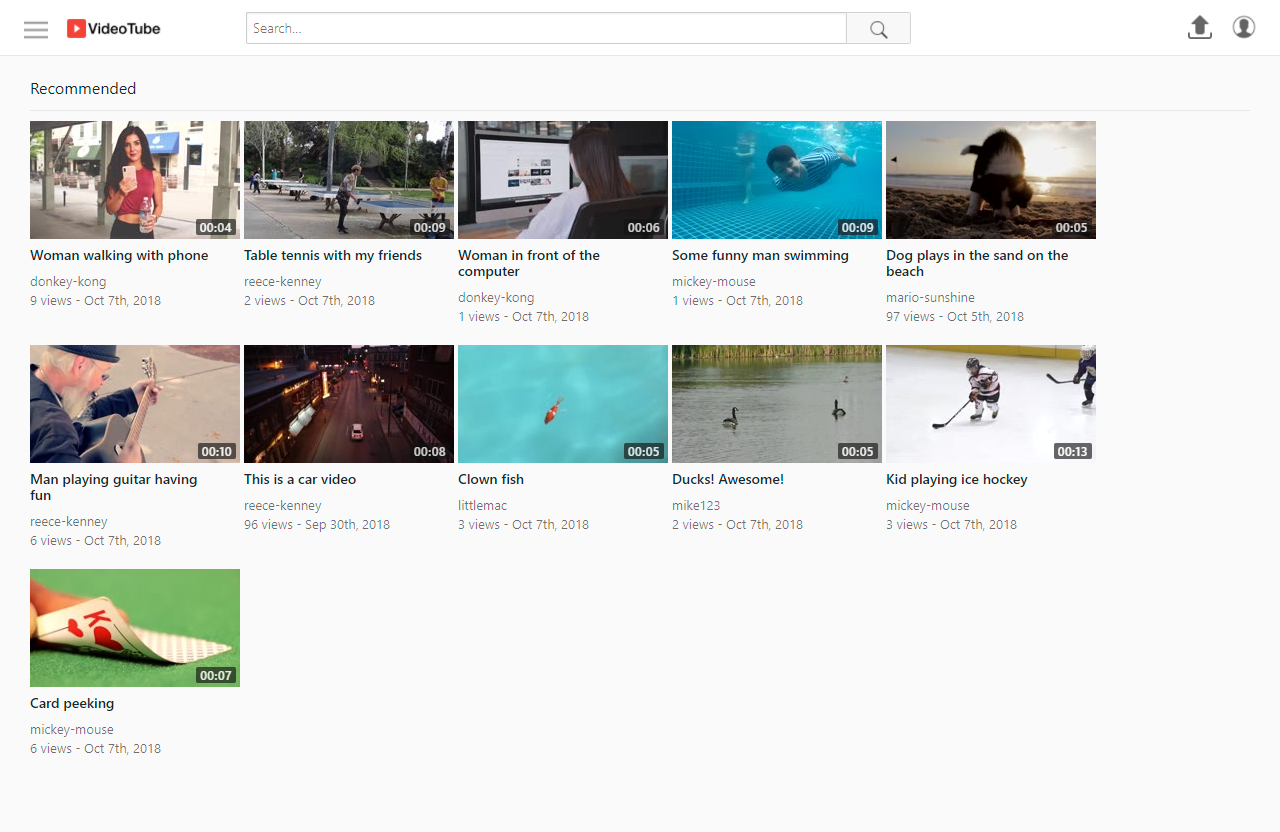 VideoTube
Search...
Recommended
00:04
00:09
00:06
00:09
00:05
Woman walking with phone
donkey-kong
9 views - Oct 7th, 2018
Table tennis with my friends
reece-kenney
2 views - Oct 7th, 2018
Woman in front of the
computer
donkey-kong
1 views - Oct 7th, 2018
Some funny man swimming
mickey-mouse
1 views - Oct 7th, 2018
Dog plays in the sand on the
beach
mario-sunshine
97 views - Oct 5th, 2018
00:10
00:08
00:05
00:05
00:13
Man playing guitar having
fun
reece-kenney
6 views - Oct 7th, 2018
This is a car video
reece-kenney
96 views - Sep 30th, 2018
Clown fish
littlemac
3 views - Oct 7th, 2018
Ducks! Awesome!
mike123
2 views - Oct 7th, 2018
Kid playing ice hockey
mickey-mouse
3 views - Oct 7th, 2018
K
00:07
Card peeking
mickey-mouse
6 views - Oct 7th, 2018